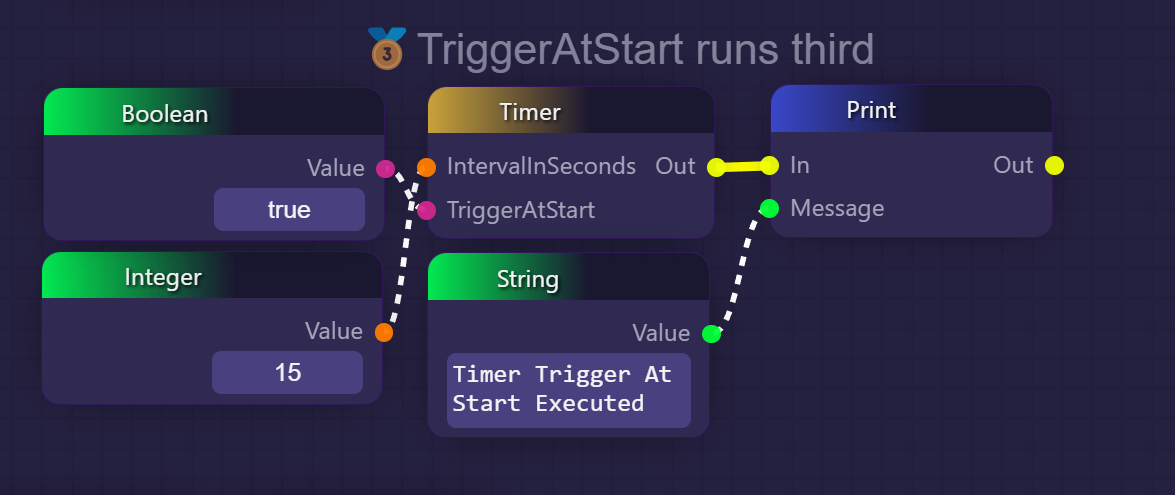 3 TriggerAtStart runs third
Boolean
Value
true
Timer
IntervalInSeconds Out
TriggerAtStart
Print
In Out
Message
Integer
Value
15
String
Value
Timer Trigger At
Start Executed